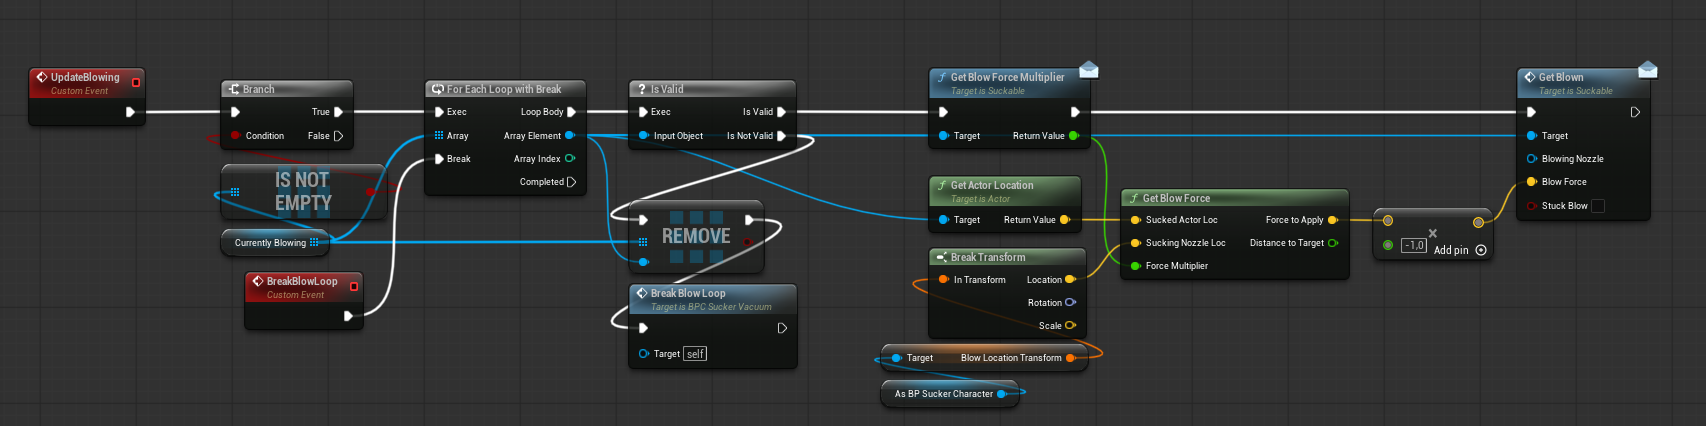 UpdateBlowing
Custom Event
Branch
True
Condition
False
IS NOT
EMPTY
Currently Blowing
BreakBlowLoop
Custom Event
For Each Loop with Break
Exec
Loop Body
Array
Array Element
Break
Array Index
Completed
? Is Valid
Exec
Is Valid
Input Object
Is Not Valid
REMOVE
Break Blow Loop
Target is BPC Sucker Vacuum
Target
self
f Get Blow Force Multiplier
Target is Suckable
Target
Return Value
f Get Actor Location
Target is Actor
Target
Return Value
Break Transform
In Transform
Location
Rotation
Scale
Target
Blow Location Transform
As BP Sucker Character
f Get Blow Force
Sucked Actor Loc
Force to Apply
Sucking Nozzle Loc
Distance to Target
Force Multiplier
×
-1,0
Add pin
Get Blown
Target is Suckable
Target
Blowing Nozzle
Blow Force
Stuck Blow